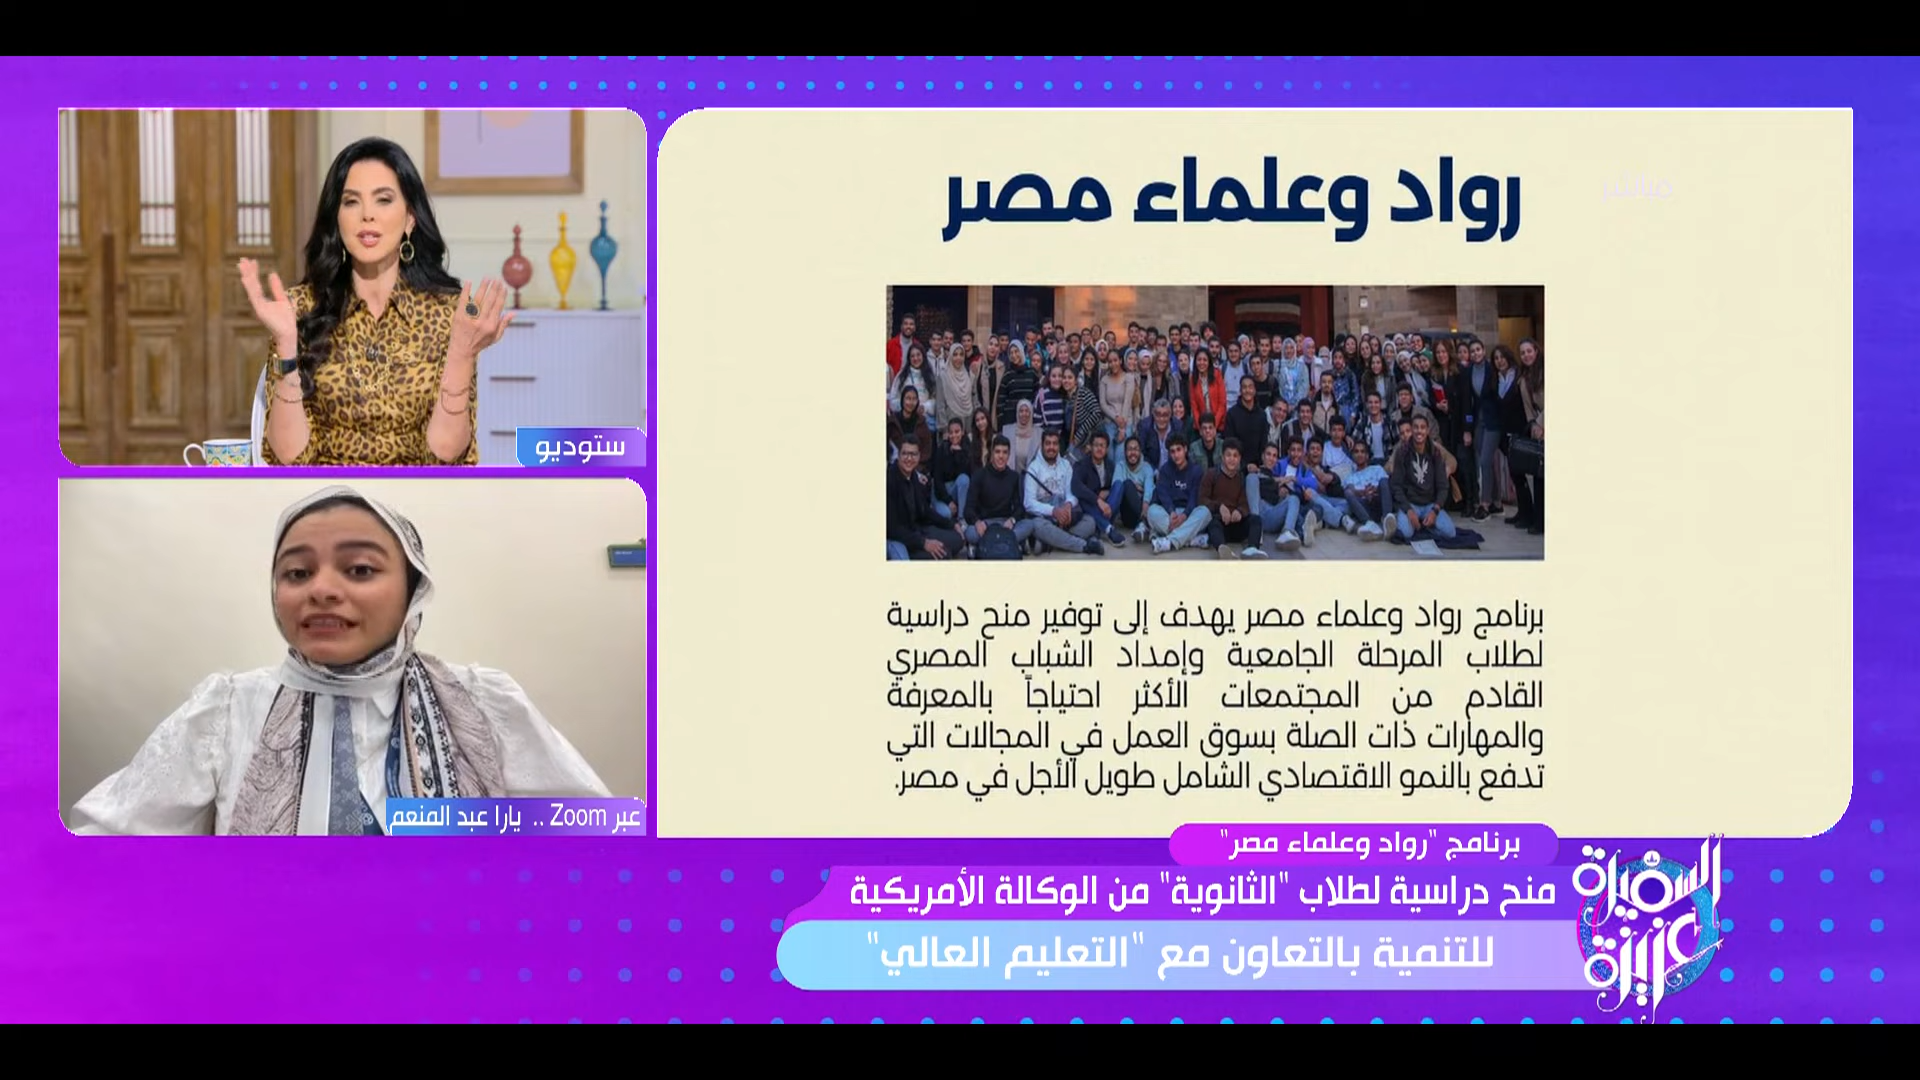 رواد وعلماء مصر
مباشر
برنامج رواد وعلماء مصر يهدف إلى توفير منح دراسية
لطلاب المرحلة الجامعية وإمداد الشباب المصري
القادم من المجتمعات الأكثر احتياجاً بالمعرفة
والمهارات ذات الصلة بسوق العمل في المجالات التي
تدفع بالنمو الاقتصادي الشامل طويل الأجل في مصر.
ستوديو
عبر Zoom .. يارا عبد المنعم
برنامج "رواد وعلماء مصر"
منح دراسية لطلاب "الثانوية" من الوكالة الأمريكية
للتنمية بالتعاون مع "التعليم العالي"
السفيرة
عزيزة